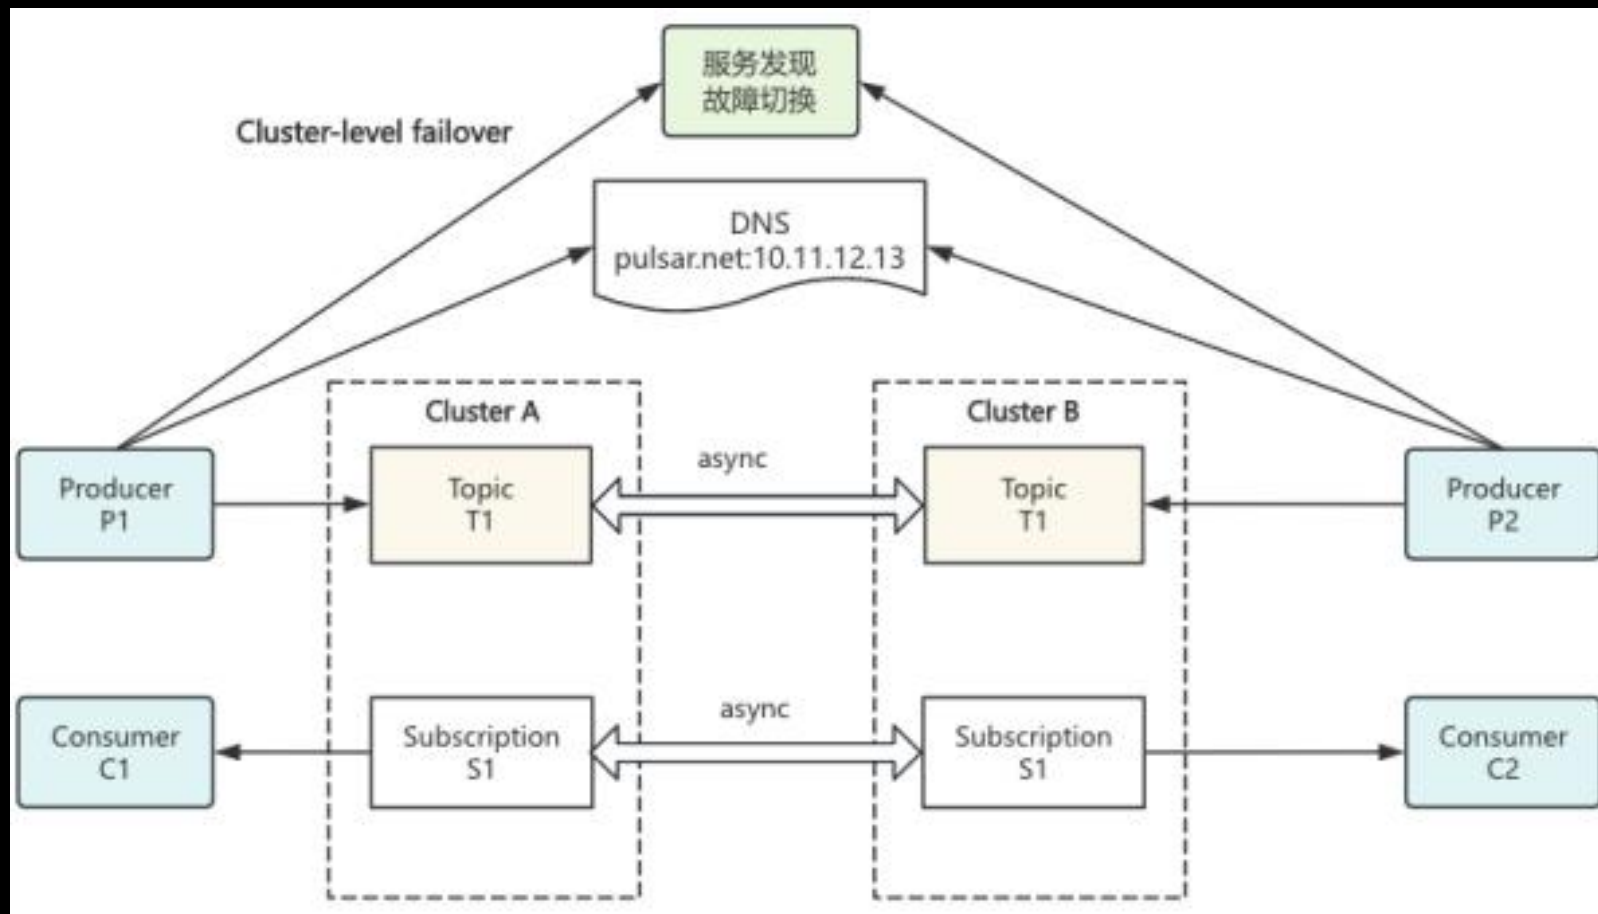 服务发现
故障切换
Cluster-level failover
DNS
pulsar.net:10.11.12.13
Cluster A
Cluster B
async
Producer
P1
Topic
T1
Topic
T1
Producer
P2
async
Consumer
C1
Subscription
S1
Subscription
S1
Consumer
C2